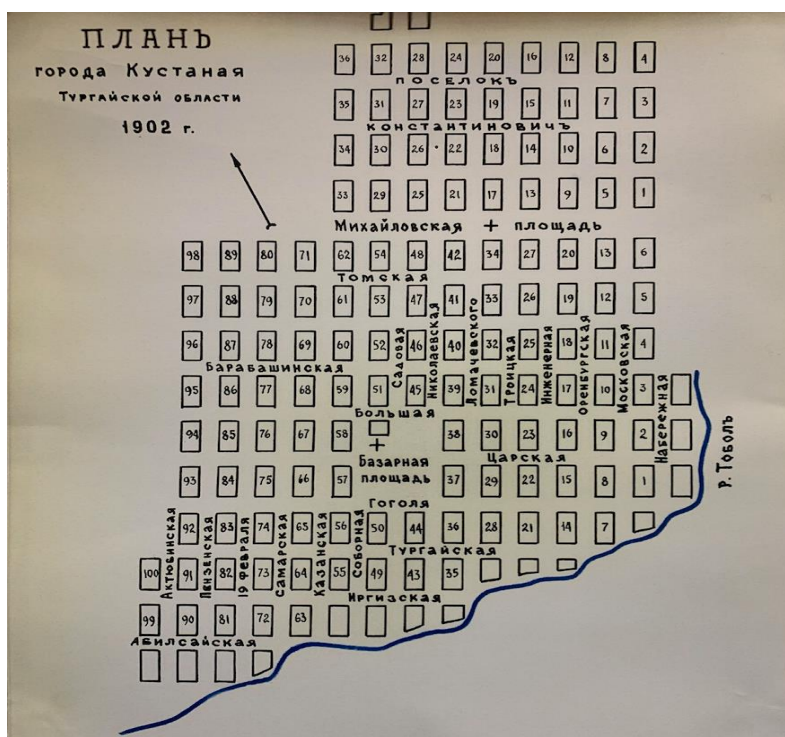 ПЛАНЪ
города Кустаная
Тургайской области
1902 г.
36 32 28 24 20 16 12 8 4
поселокъ
35 31 27 23 19 15 11 7 3
константиновичъ
34 30 26 22 18 14 10 6 2
33 29 25 21 17 13 9 5 1
Михайловская + площадь
98 89 80 71 62 54 48 42 34 27 20 13 6
Томская
97 88 79 70 61 53 47 41 33 26 19 12 5
96 87 78 69 60 52 46 40 32 25 18 11 4
Садовая
Николаевская
Ломачевского
Троицкая
Инженерная
Оренбургская
Московская
Набережная
Барабашинская
95 86 77 68 59 51 45 39 31 24 17 10 3
Большая
94 85 76 67 58 38 30 23 16 9 2
+
Царская
Базарная
площадь
93 84 75 66 57 37 29 22 15 8 1
р. Тоболъ
Гоголя
92 83 74 65 56 50 44 36 28 21 14 7
Актюбинская
Пензенская
19 февраля
Самарская
Казанская
Соборная
Тургайская
100 91 82 73 64 55 49 43 35
Иргизская
99 90 81 72 63
Абилсайская